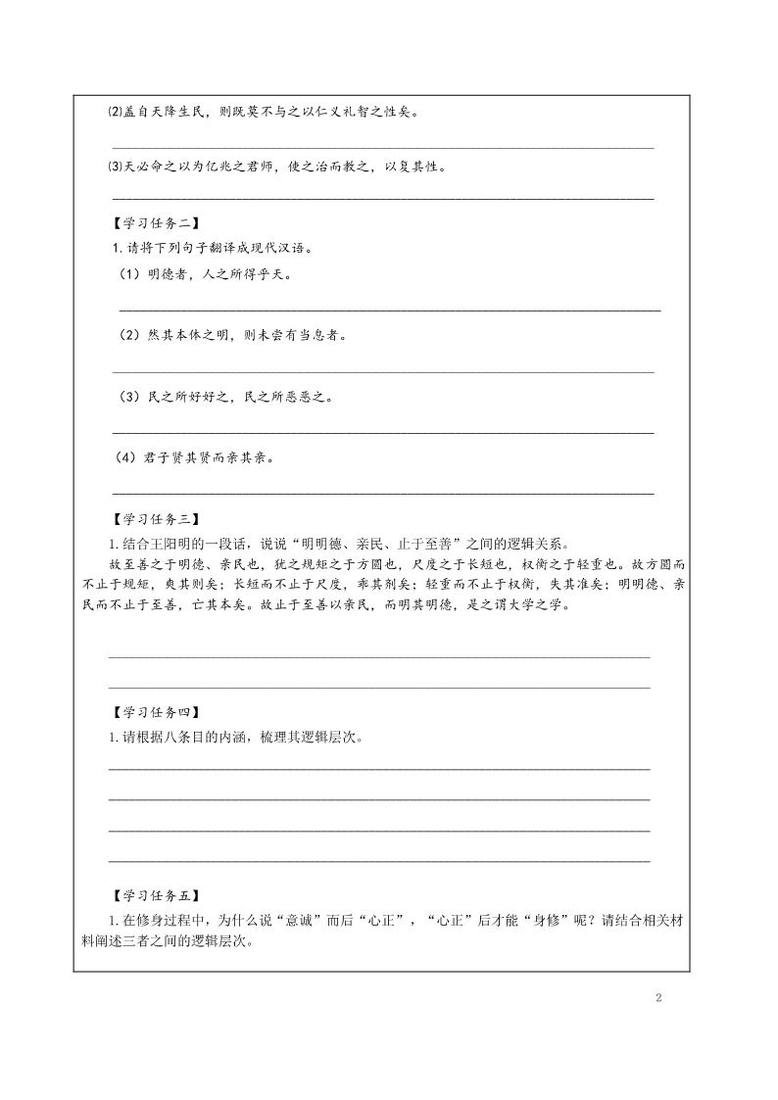 ⑵盖自天降生民，则既莫不与之以仁义礼智之性矣。
⑶天必命之以为亿兆之君师，使之治而教之，以复其性。
【学习任务二】
1.请将下列句子翻译成现代汉语。
（1）明德者，人之所得乎天。
（2）然其本体之明，则未尝有当息者。
（3）民之所好好之，民之所恶恶之。
（4）君子贤其贤而亲其亲。
【学习任务三】
1.结合王阳明的一段话，说说“明明德、亲民、止于至善”之间的逻辑关系。
故至善之于明德、亲民也，犹之规矩之于方圆也，尺度之于长短也，权衡之于轻重也。故方圆而
不止于规矩，爽其则矣；长短而不止于尺度，乖其剂矣；轻重而不止于权衡，失其准矣；明明德、亲
民而不止于至善，亡其本矣。故止于至善以亲民，而明其明德，是之谓大学之学。
【学习任务四】
1.请根据八条目的内涵，梳理其逻辑层次。
【学习任务五】
1.在修身过程中，为什么说“意诚”而后“心正”，“心正”后才能“身修”呢？请结合相关材
料阐述三者之间的逻辑层次。
2